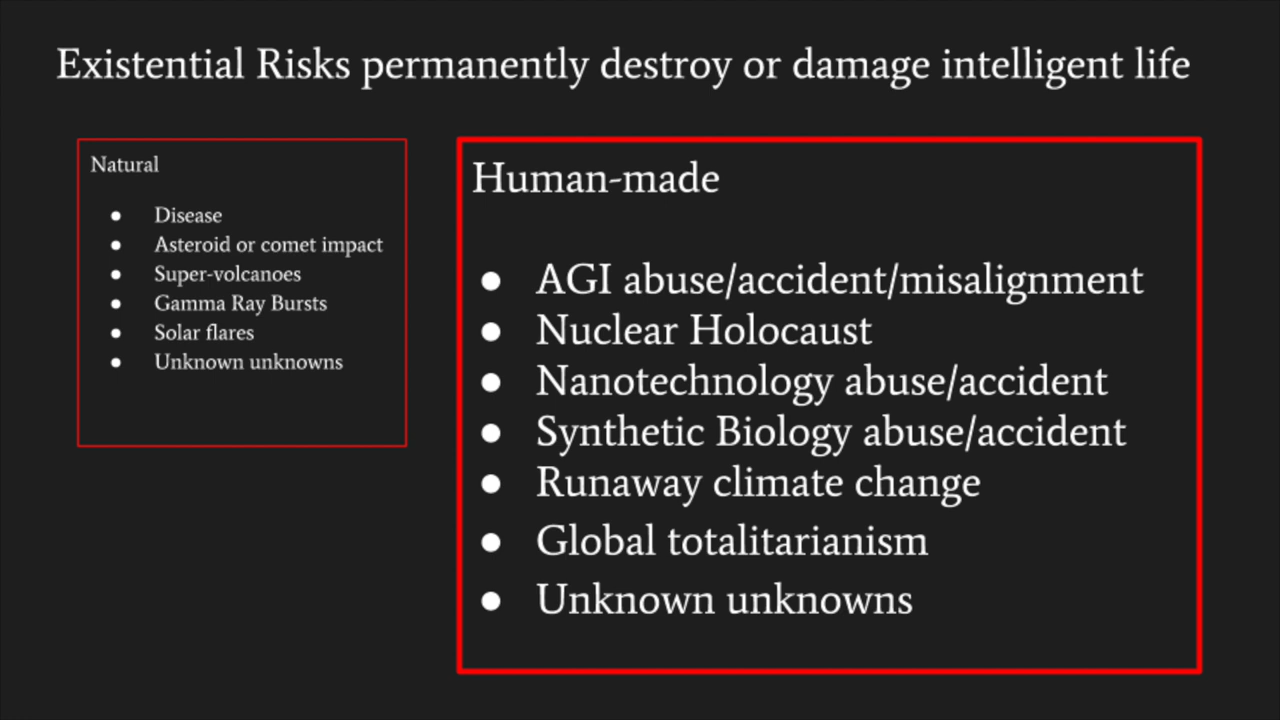 Existential Risks permanently destroy or damage intelligent life
Natural
● Disease
● Asteroid or comet impact
● Super-volcanoes
● Gamma Ray Bursts
● Solar flares
● Unknown unknowns
Human-made
● AGI abuse/accident/misalignment
● Nuclear Holocaust
● Nanotechnology abuse/accident
● Synthetic Biology abuse/accident
● Runaway climate change
● Global totalitarianism
● Unknown unknowns